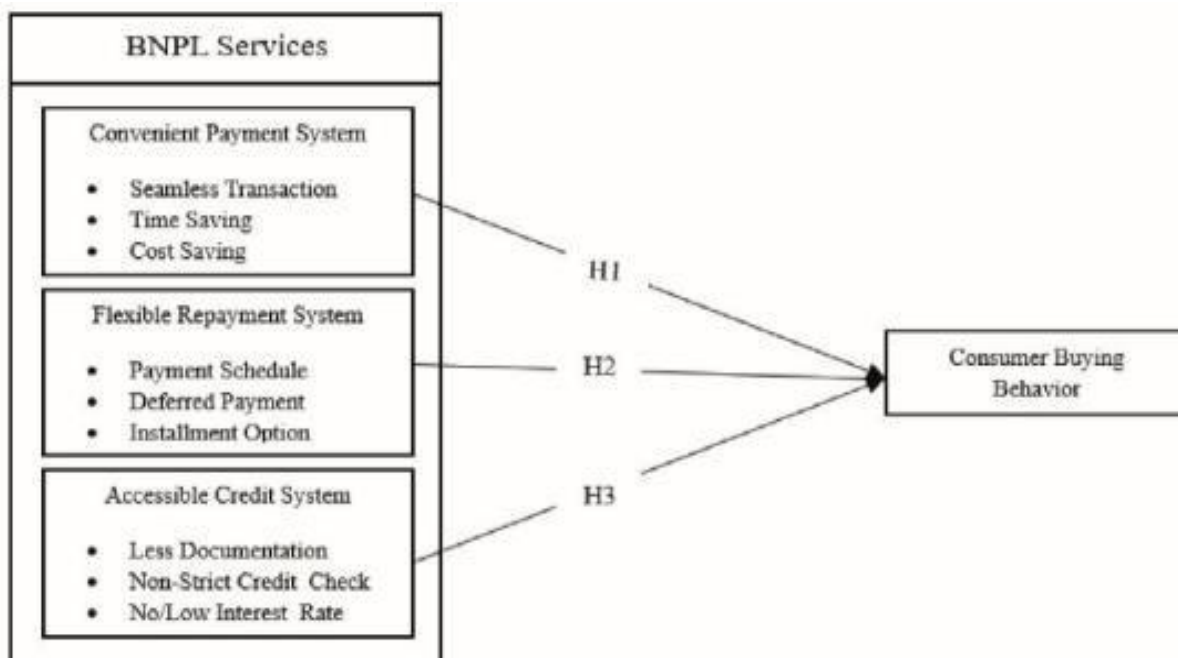 BNPL Services
Convenient Payment System
• Seamless Transaction
• Time Saving
• Cost Saving
Flexible Repayment System
• Payment Schedule
• Deferred Payment
• Installment Option
Accessible Credit System
• Less Documentation
• Non-Strict Credit Check
• No/Low Interest Rate
H1
H2
H3
Consumer Buying
Behavior